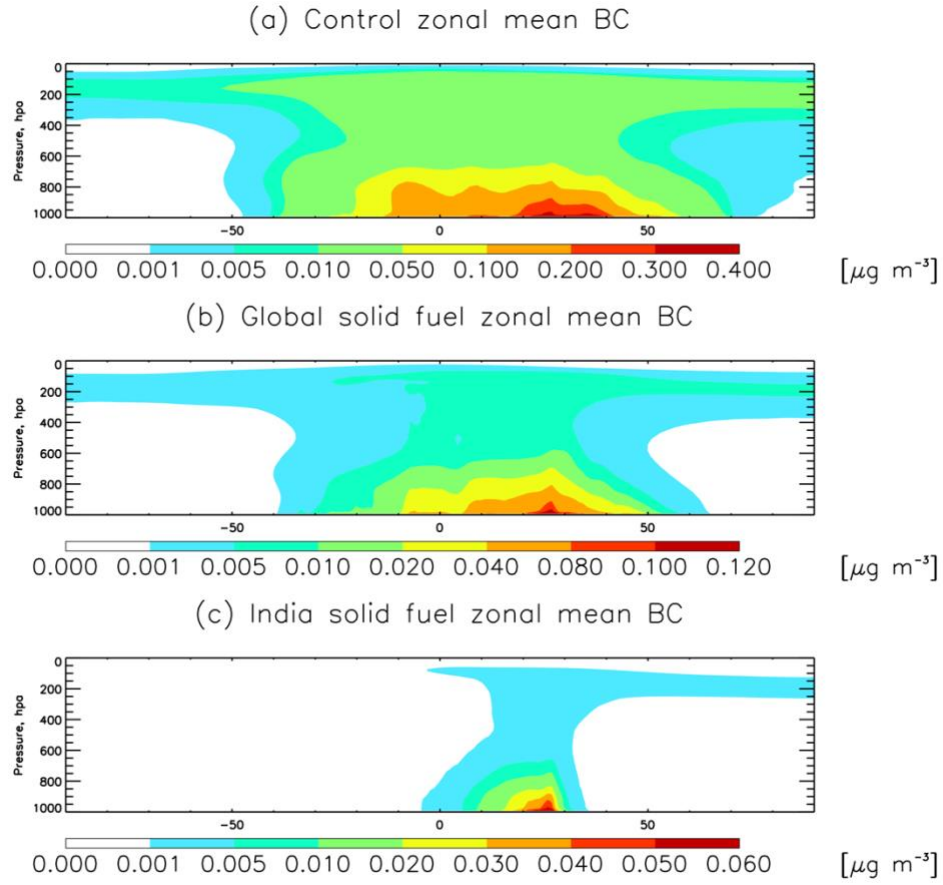 (a) Control zonal mean BC
Pressure, hpa
0
200
400
600
800
1000
−50 0 50
0.000 0.001 0.005 0.010 0.050 0.100 0.200 0.300 0.400 [μg m⁻³]
(b) Global solid fuel zonal mean BC
Pressure, hpa
0
200
400
600
800
1000
−50 0 50
0.000 0.001 0.005 0.010 0.020 0.040 0.080 0.100 0.120 [μg m⁻³]
(c) India solid fuel zonal mean BC
Pressure, hpa
0
200
400
600
800
1000
−50 0 50
0.000 0.001 0.005 0.010 0.020 0.030 0.040 0.050 0.060 [μg m⁻³]